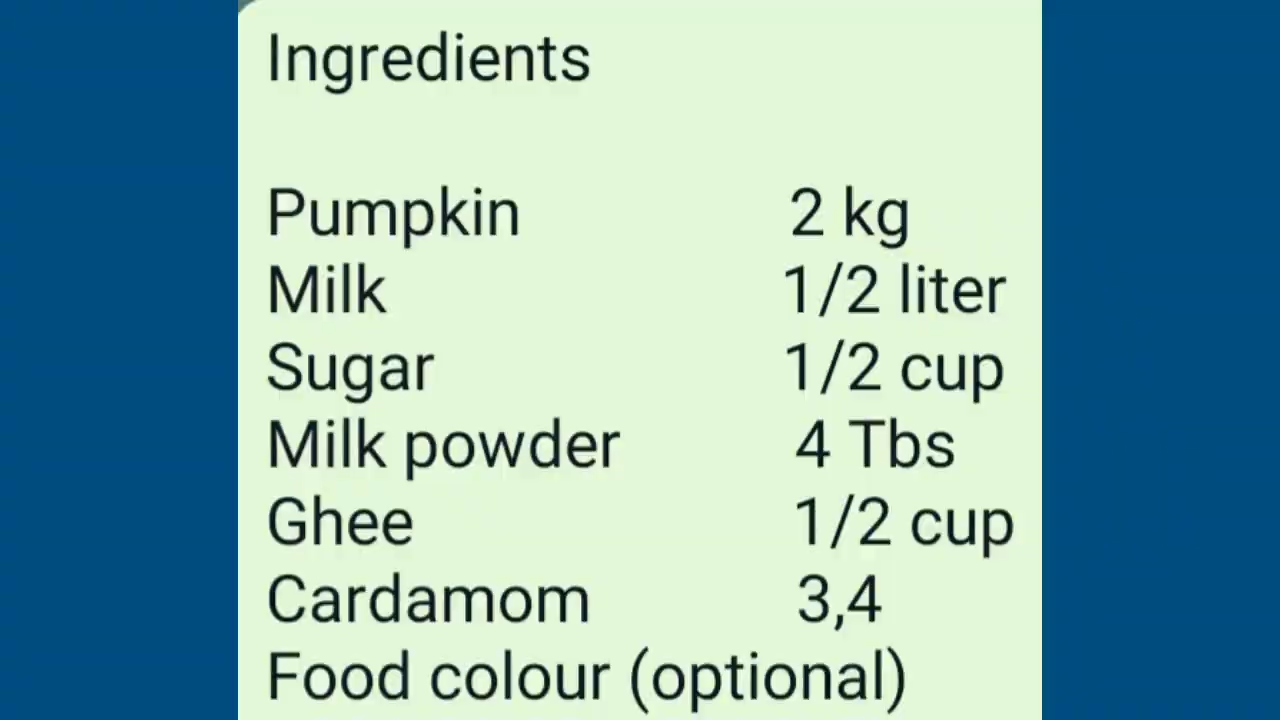 Ingredients
Pumpkin 2 kg
Milk 1/2 liter
Sugar 1/2 cup
Milk powder 4 Tbs
Ghee 1/2 cup
Cardamom 3,4
Food colour (optional)